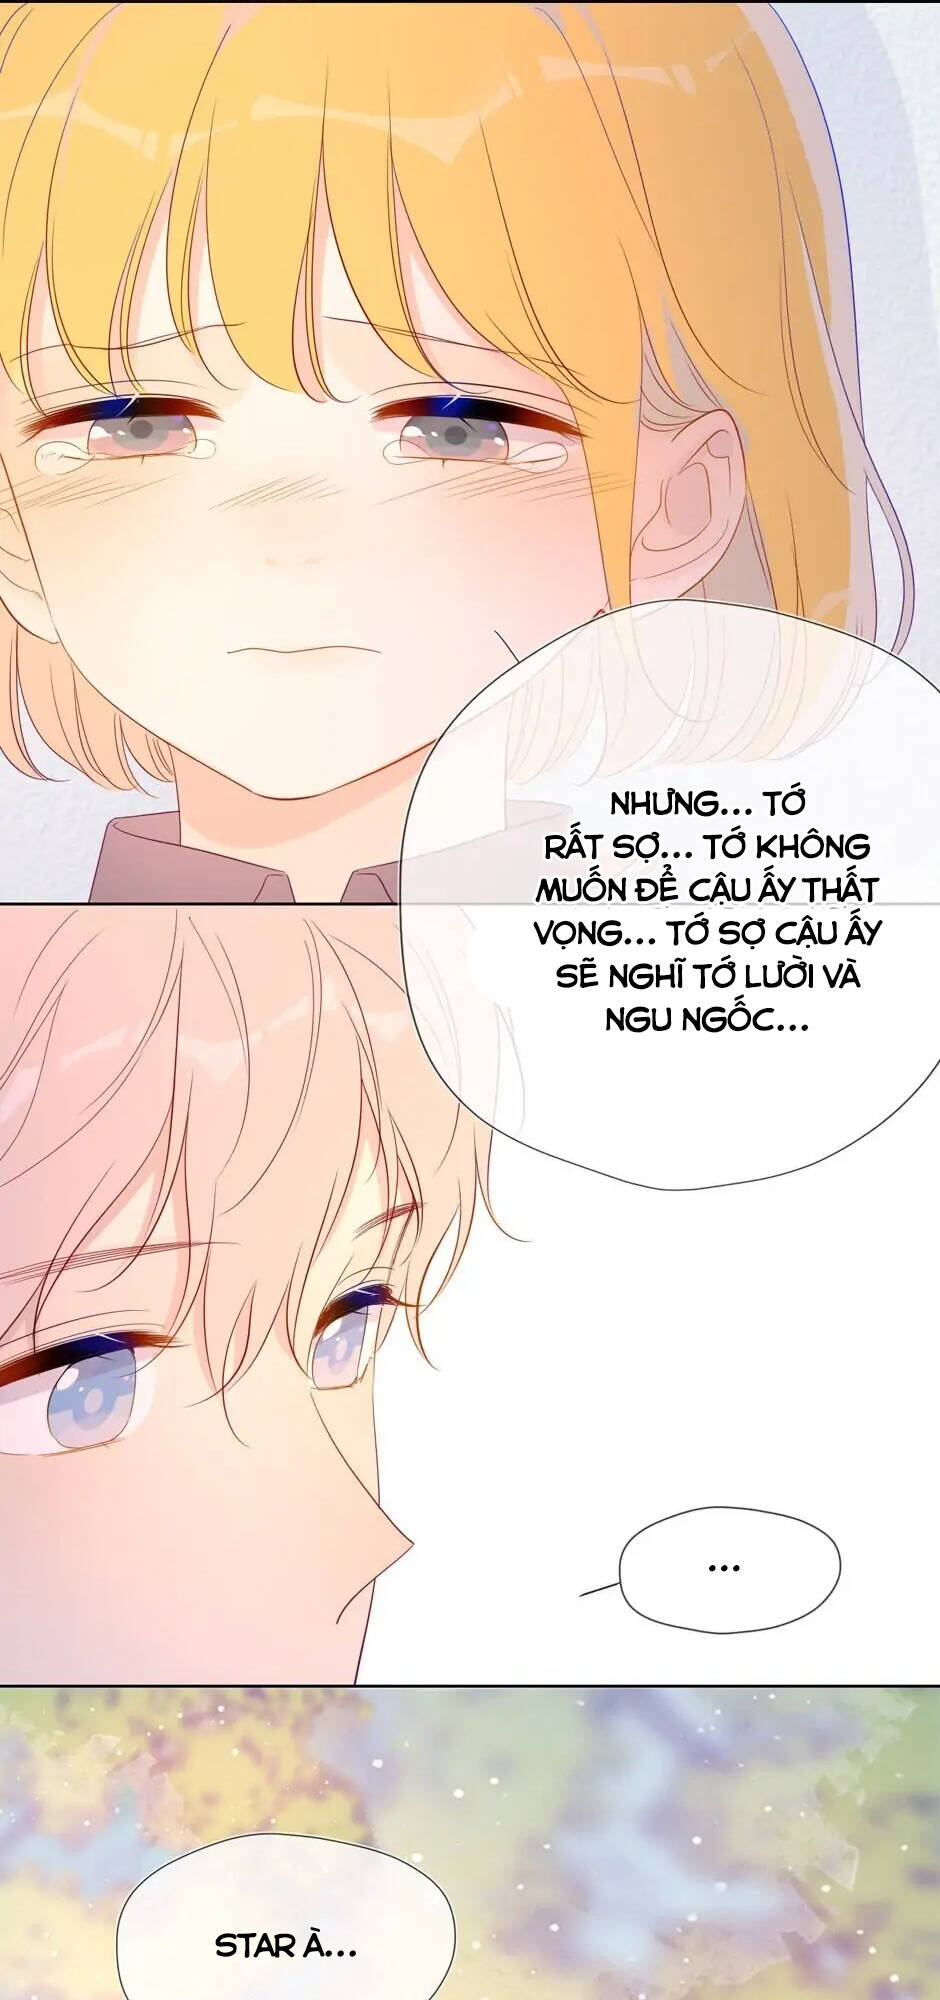 NHƯNG... TỚ
RẤT SỢ... TỚ KHÔNG
MUỐN ĐỂ CẬU ẤY THẤT
VỌNG... TỚ SỢ CẬU ẤY
SẼ NGHĨ TỚ LƯỜI VÀ
NGU NGỐC...
...
STAR À...